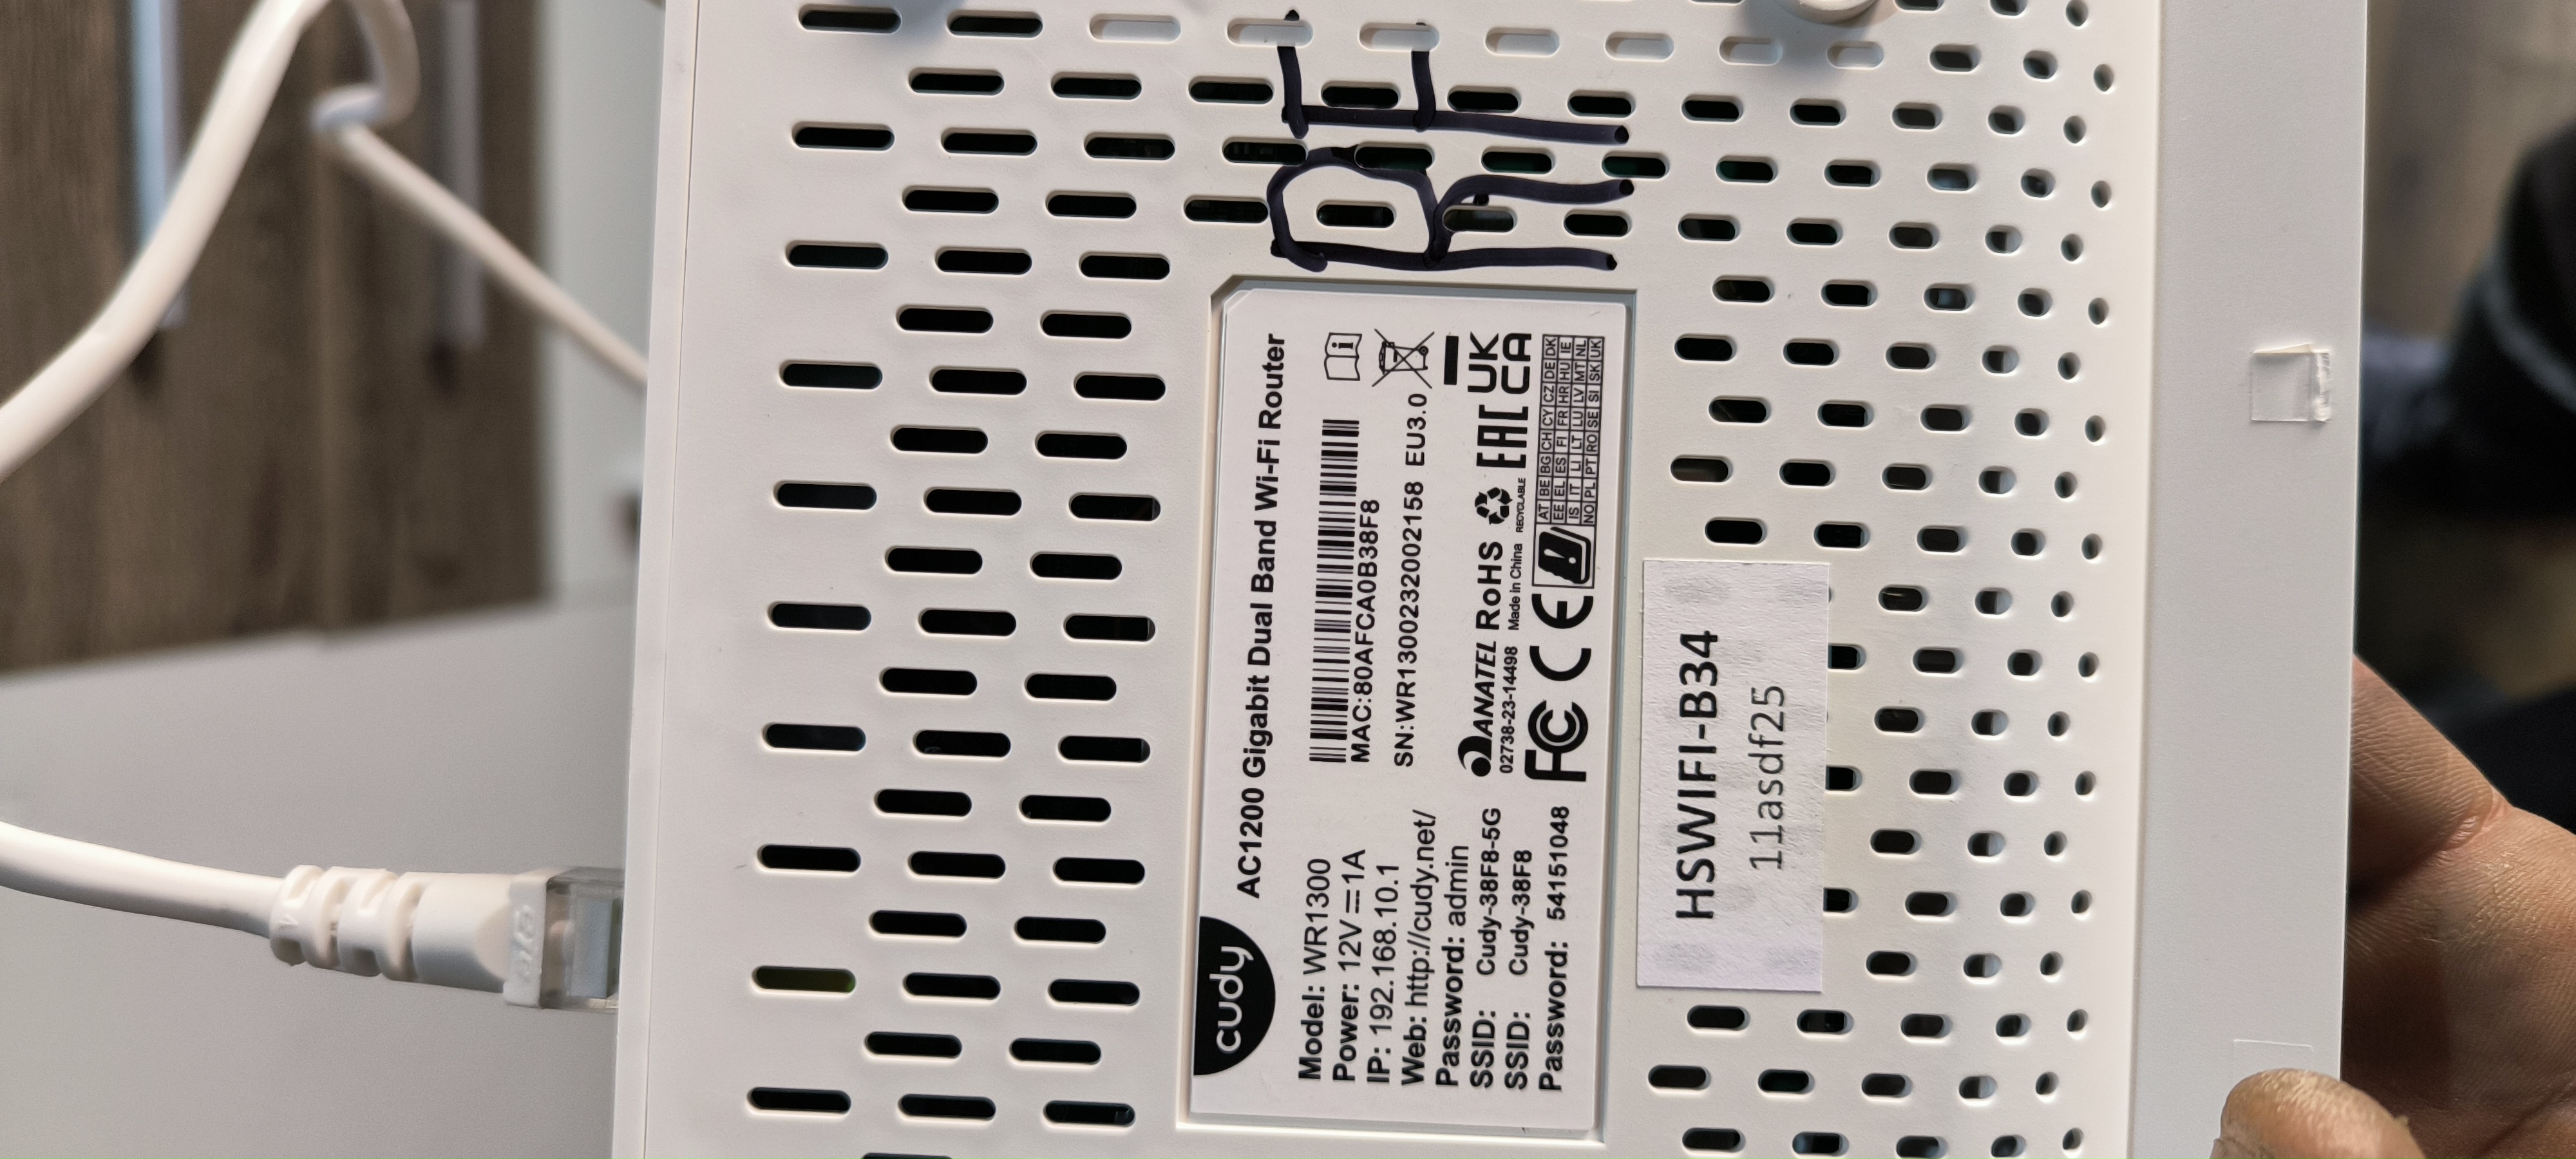 RF
cudy
AC1200 Gigabit Dual Band Wi-Fi Router
Model: WR1300
Power: 12V⎓1A
IP: 192.168.10.1
Web: http://cudy.net/
Password: admin
SSID: Cudy-38F8-5G
SSID: Cudy-38F8
Password: 54151048
MAC:80AFCA0B38F8
SN:WR1300232002158 EU3.0
ANATEL
02738-23-14498
RoHS
Made in China
RECYCLABLE
EAC
UK
CA
FC CE
AT BE BG CH CY CZ DE DK
EE EL ES FI FR HR HU IE
IS IT LI LT LU LV MT NL
NO PL PT RO SE SI SK UK
HSWIFI-B34
11asdf25